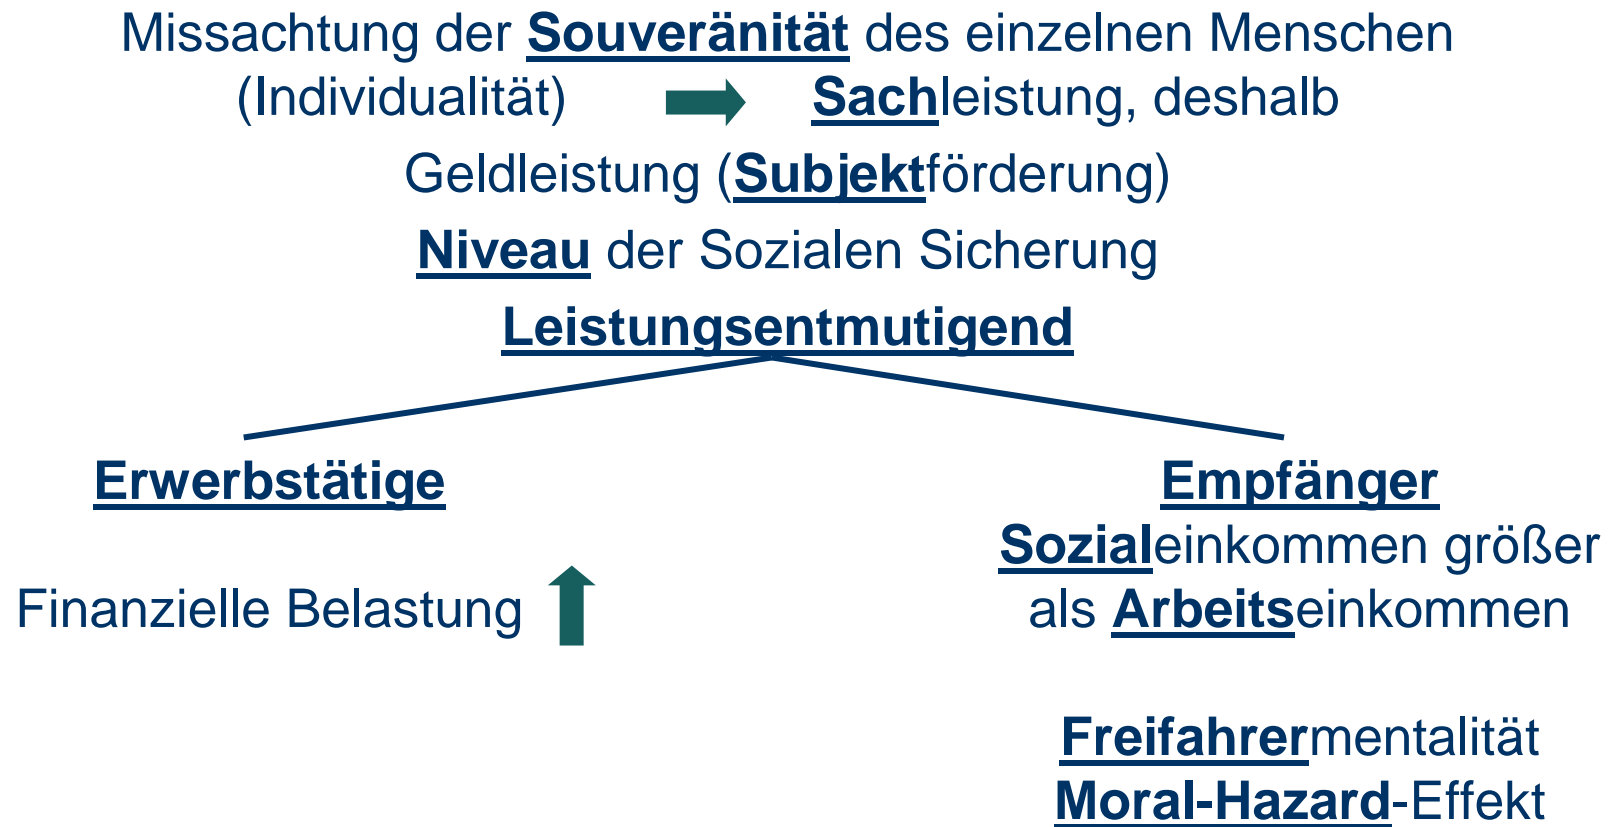 Missachtung der Souveränität des einzelnen Menschen
(Individualität) Sachleistung, deshalb
Geldleistung (Subjektförderung)
Niveau der Sozialen Sicherung
Leistungsentmutigend
Erwerbstätige
Finanzielle Belastung
Empfänger
Sozialeinkommen größer
als Arbeitseinkommen
Freifahrermentalität
Moral-Hazard-Effekt